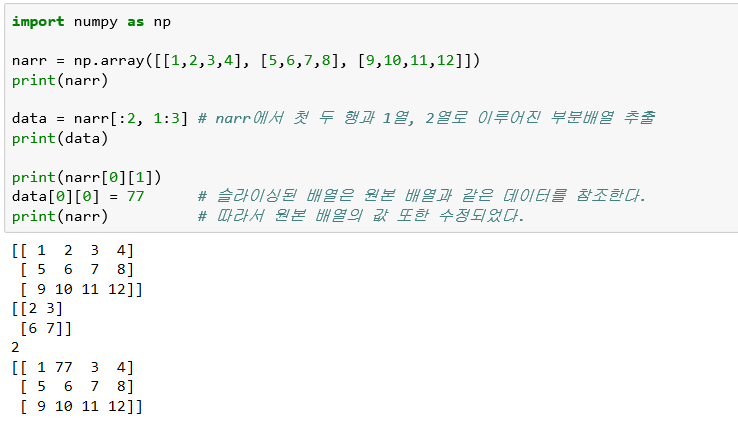 import numpy as np
narr = np.array([[1,2,3,4], [5,6,7,8], [9,10,11,12]])
print(narr)
data = narr[:2, 1:3] # narr에서 첫 두 행과 1열, 2열로 이루어진 부분배열 추출
print(data)
print(narr[0][1])
data[0][0] = 77      # 슬라이싱된 배열은 원본 배열과 같은 데이터를 참조한다.
print(narr)          # 따라서 원본 배열의 값 또한 수정되었다.
[[ 1  2  3  4]
 [ 5  6  7  8]
 [ 9 10 11 12]]
[[2 3]
 [6 7]]
2
[[ 1 77  3  4]
 [ 5  6  7  8]
 [ 9 10 11 12]]